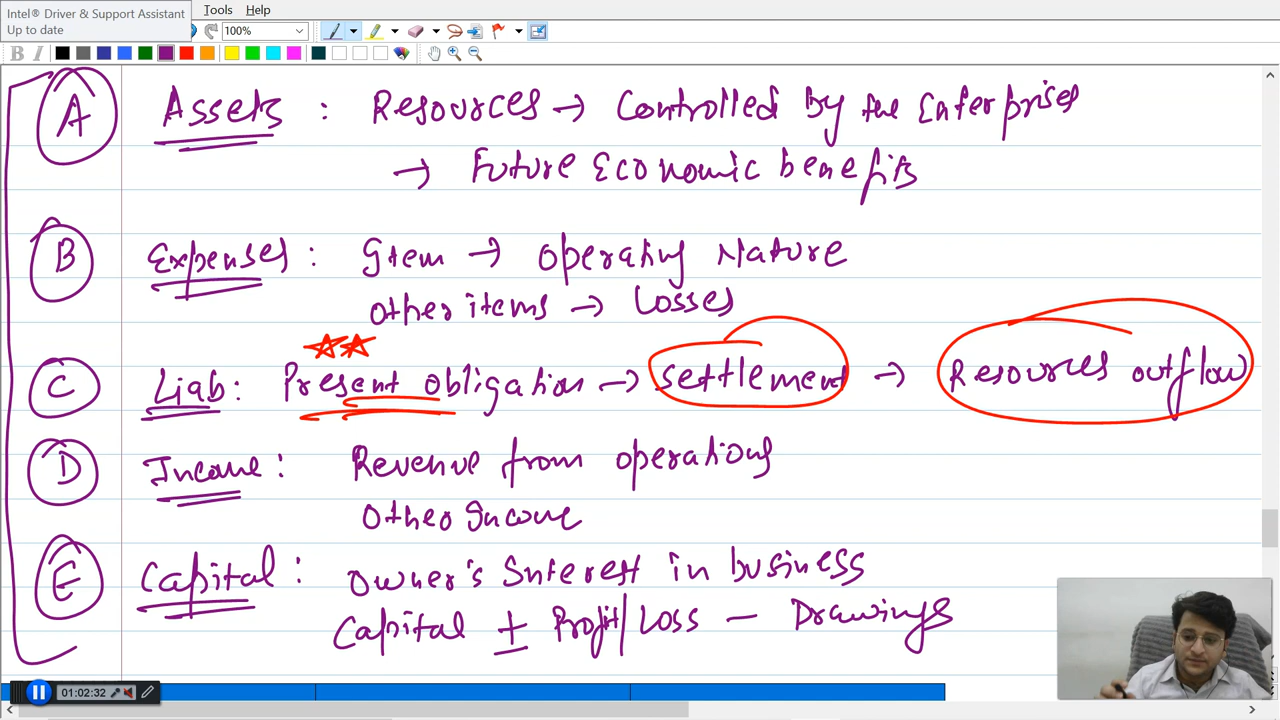 Intel® Driver & Support Assistant
Up to date
Tools Help
100%
B I
A Assets : Resources → Controlled by the Enterprises
→ Future Economic benefits
B Expenses : Item → Operating Nature
Other items → Losses
C Liab : Present obligation → Settlement → Resources outflow
D Income : Revenue from operations
Other Income
E Capital : Owner's Interest in business
Capital ± Profit/Loss – Drawings
01:02:32